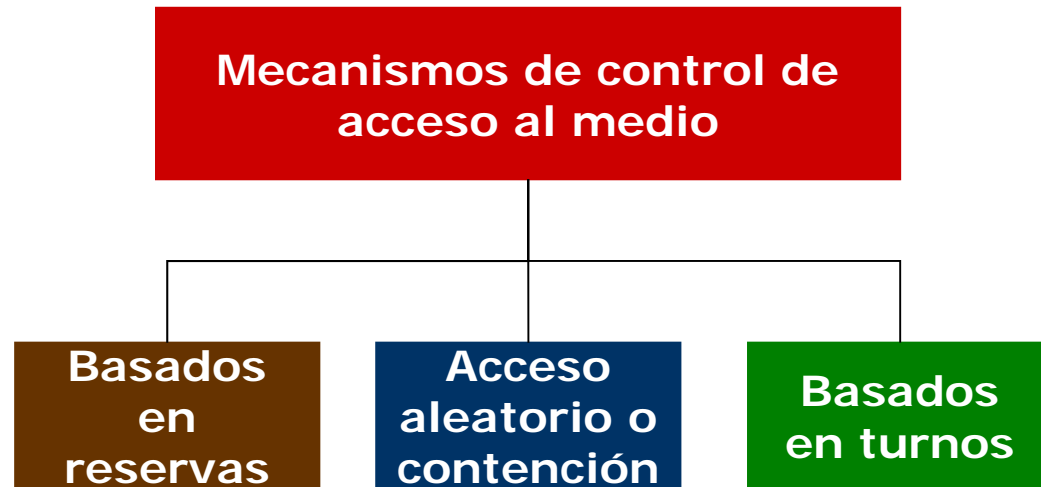 Mecanismos de control de
acceso al medio
Basados
en
reservas
Acceso
aleatorio o
contención
Basados
en turnos